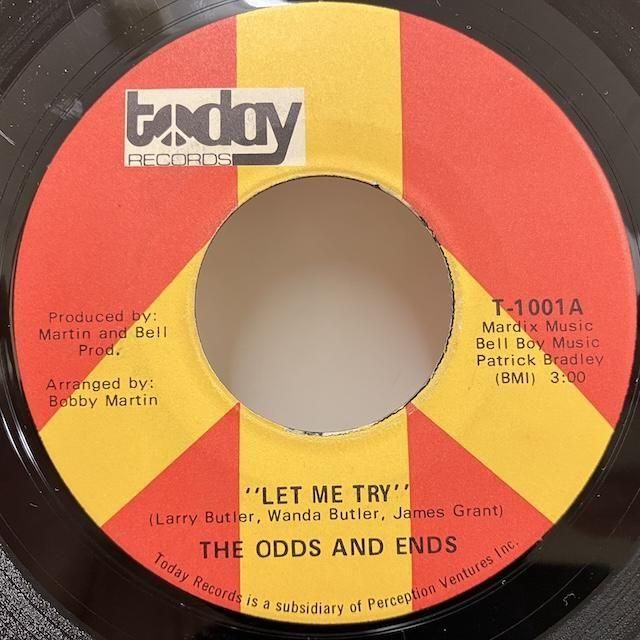 today
RECORDS
Produced by:
Martin and Bell
Prod.
Arranged by:
Bobby Martin
T-1001A
Mardix Music
Bell Boy Music
Patrick Bradley
(BMI) 3:00
"LET ME TRY"
(Larry Butler, Wanda Butler, James Grant)
THE ODDS AND ENDS
Today Records is a subsidiary of Perception Ventures Inc.